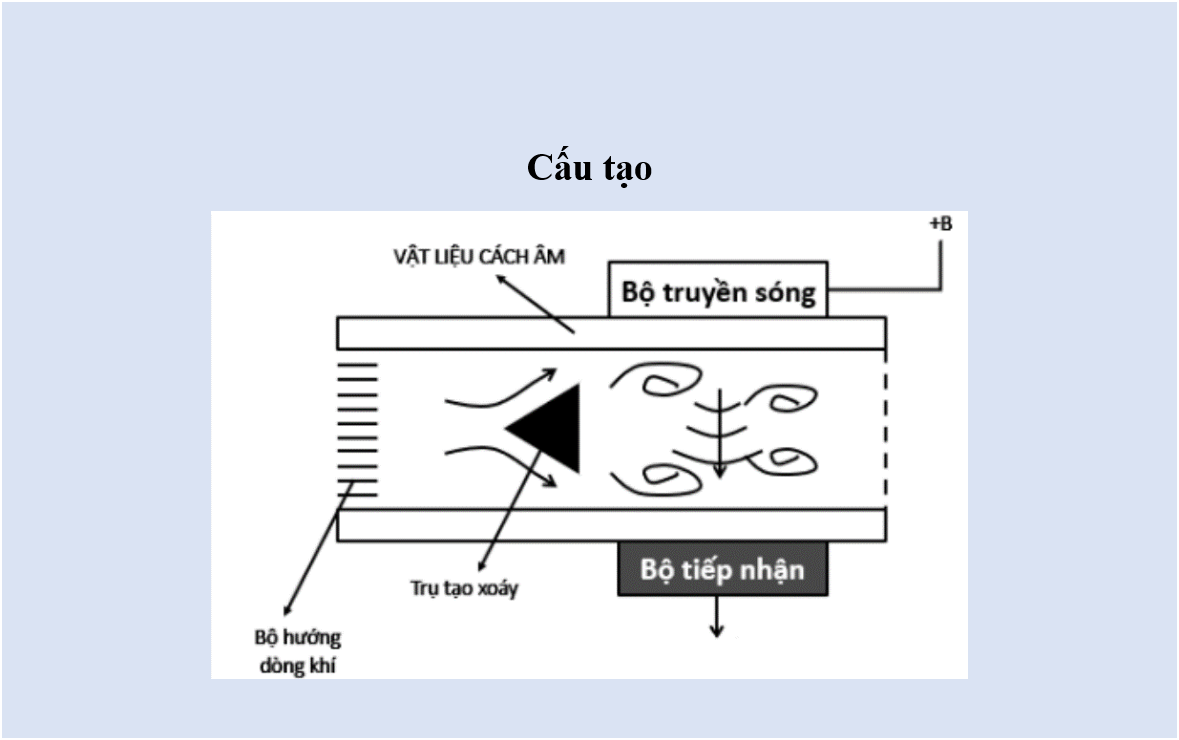 Cấu tạo
+B
VẬT LIỆU CÁCH ÂM
Bộ truyền sóng
Bộ tiếp nhận
Trụ tạo xoáy
Bộ hướng
dòng khí